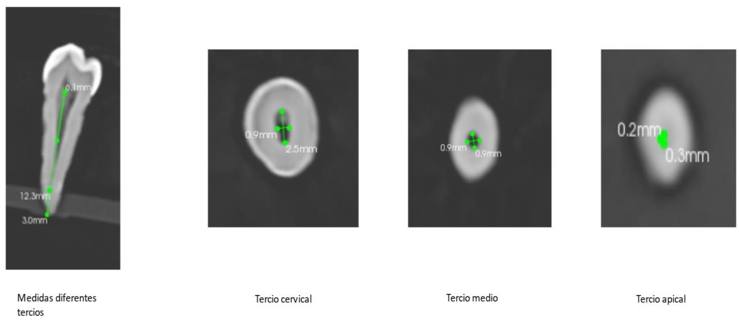 6.1mm
12.3mm
3.0mm
0.9mm
2.5mm
0.9mm
0.9mm
0.2mm
0.3mm
Medidas diferentes
tercios
Tercio cervical
Tercio medio
Tercio apical